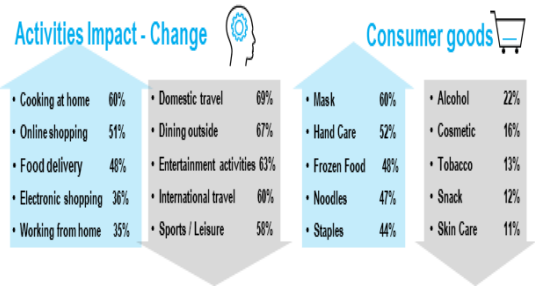 Activities Impact - Change
• Cooking at home 60%
• Online shopping 51%
• Food delivery 48%
• Electronic shopping 36%
• Working from home 35%
• Domestic travel 69%
• Dining outside 67%
• Entertainment activities 63%
• International travel 60%
• Sports / Leisure 58%
Consumer goods
• Mask 60%
• Hand Care 52%
• Frozen Food 48%
• Noodles 47%
• Staples 44%
• Alcohol 22%
• Cosmetic 16%
• Tobacco 13%
• Snack 12%
• Skin Care 11%